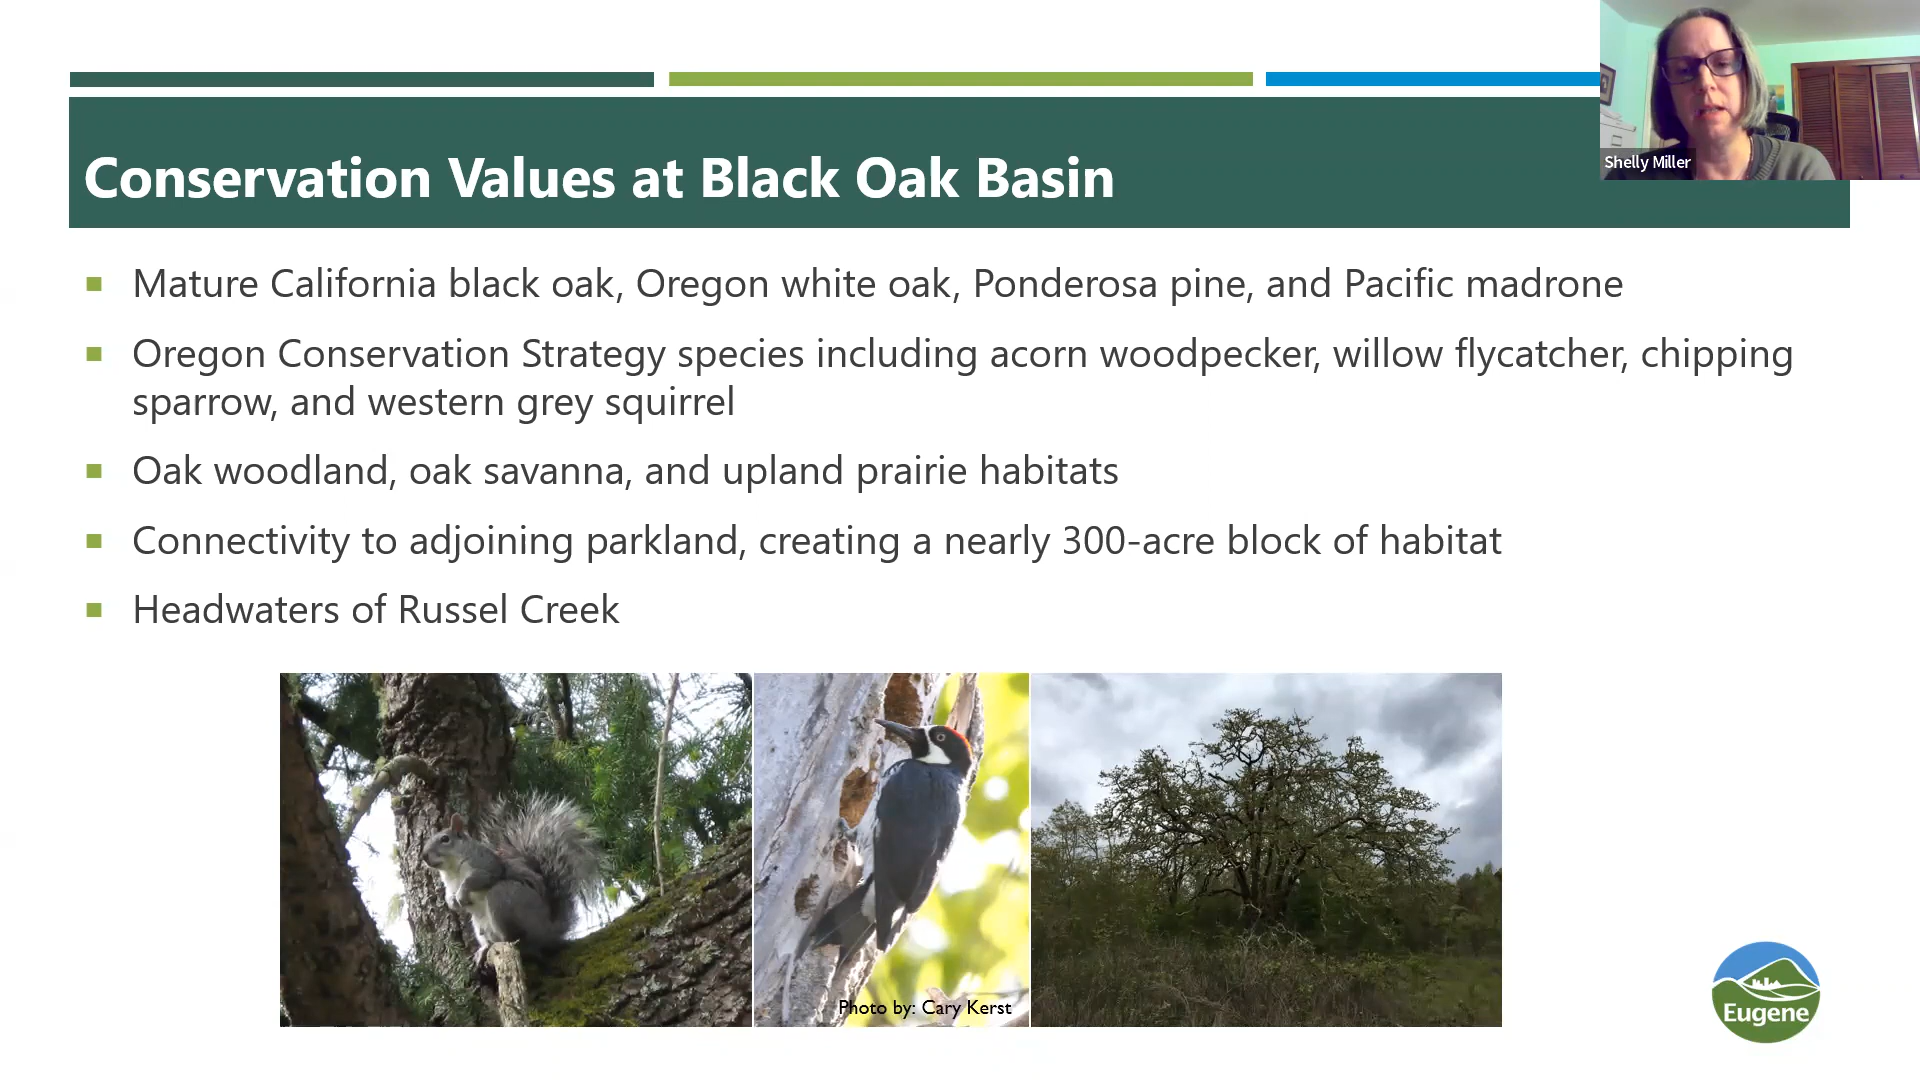 Shelly Miller
Conservation Values at Black Oak Basin
Mature California black oak, Oregon white oak, Ponderosa pine, and Pacific madrone
Oregon Conservation Strategy species including acorn woodpecker, willow flycatcher, chipping
sparrow, and western grey squirrel
Oak woodland, oak savanna, and upland prairie habitats
Connectivity to adjoining parkland, creating a nearly 300-acre block of habitat
Headwaters of Russel Creek
Photo by: Cary Kerst
Eugene